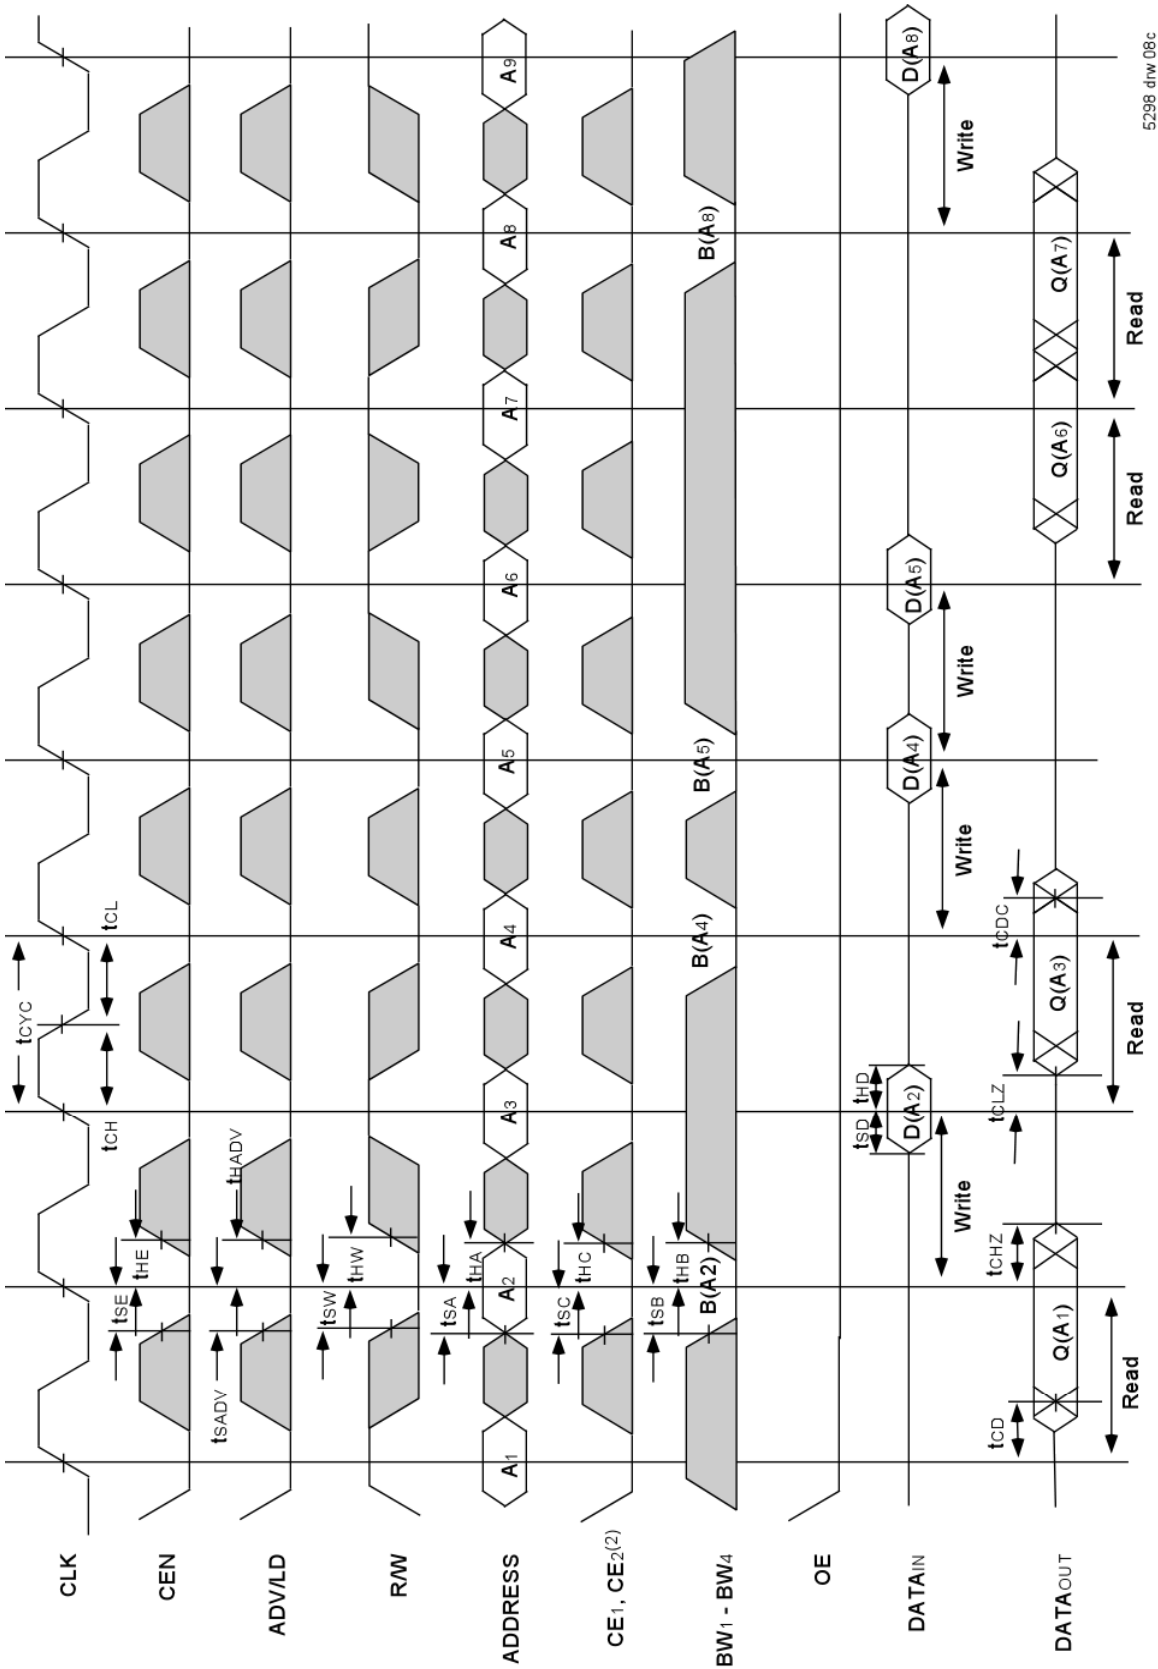 tCYC
CLK
tCH
tCL
tSE
tHE
CEN
tSADV
tHADV
ADV/LD
tSW
tHW
R/W
tSA
tHA
ADDRESS
A1
A2
A3
A4
A5
A6
A7
A8
A9
tSC
tHC
CE1, CE2(2)
tSB
tHB
BW1 - BW4
B(A2)
B(A4)
B(A5)
B(A8)
OE
tSD
tHD
DATAIN
D(A2)
D(A4)
D(A5)
D(A8)
Write
Write
Write
Write
tCD
tCHZ
tCLZ
tCDC
DATAOUT
Q(A1)
Q(A3)
Q(A6)
Q(A7)
Read
Read
Read
Read
5298 drw 08c